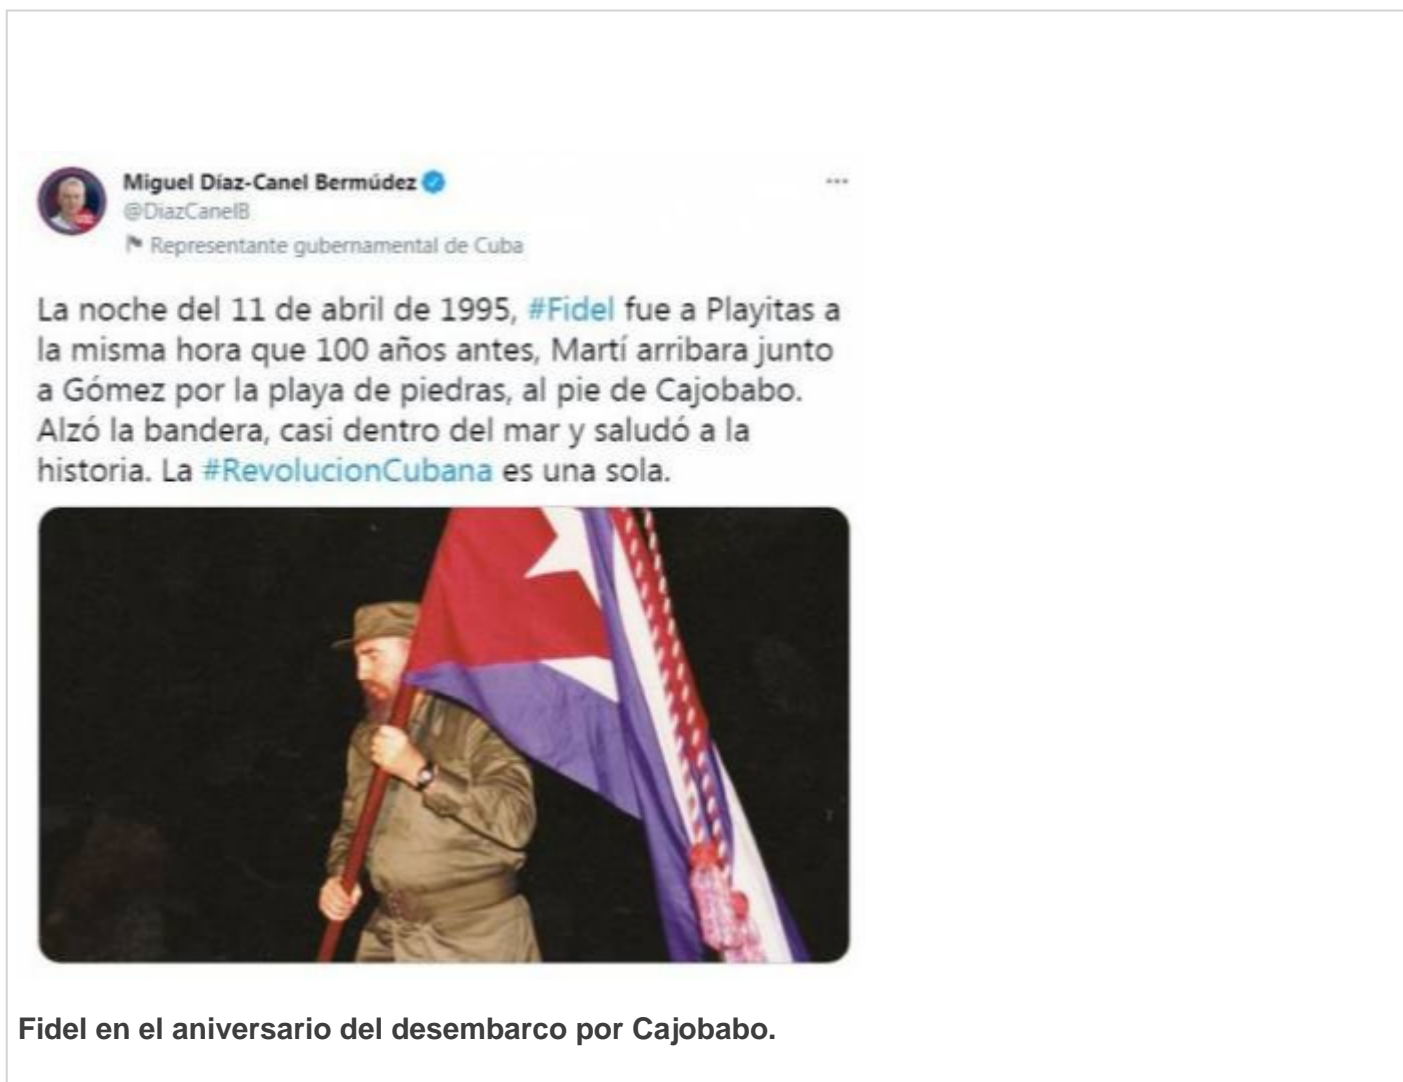 Miguel Díaz-Canel Bermúdez
@DiazCanelB
Representante gubernamental de Cuba
La noche del 11 de abril de 1995, #Fidel fue a Playitas a
la misma hora que 100 años antes, Martí arribara junto
a Gómez por la playa de piedras, al pie de Cajobabo.
Alzó la bandera, casi dentro del mar y saludó a la
historia. La #RevolucionCubana es una sola.
Fidel en el aniversario del desembarco por Cajobabo.